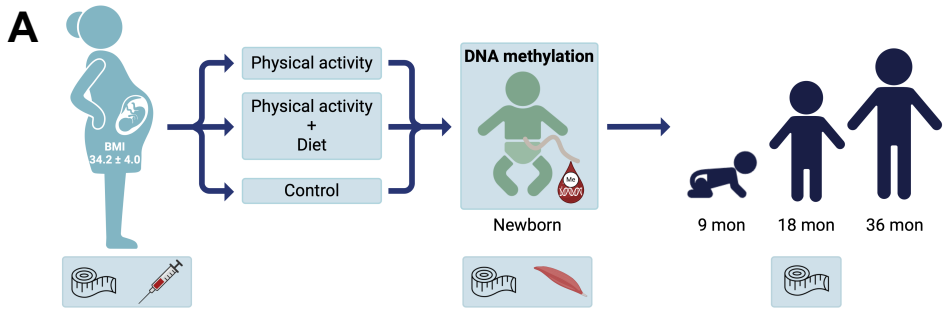 A
BMI
34.2 ± 4.0
Physical activity
Physical activity
+
Diet
Control
DNA methylation
Me
Newborn
9 mon
18 mon
36 mon